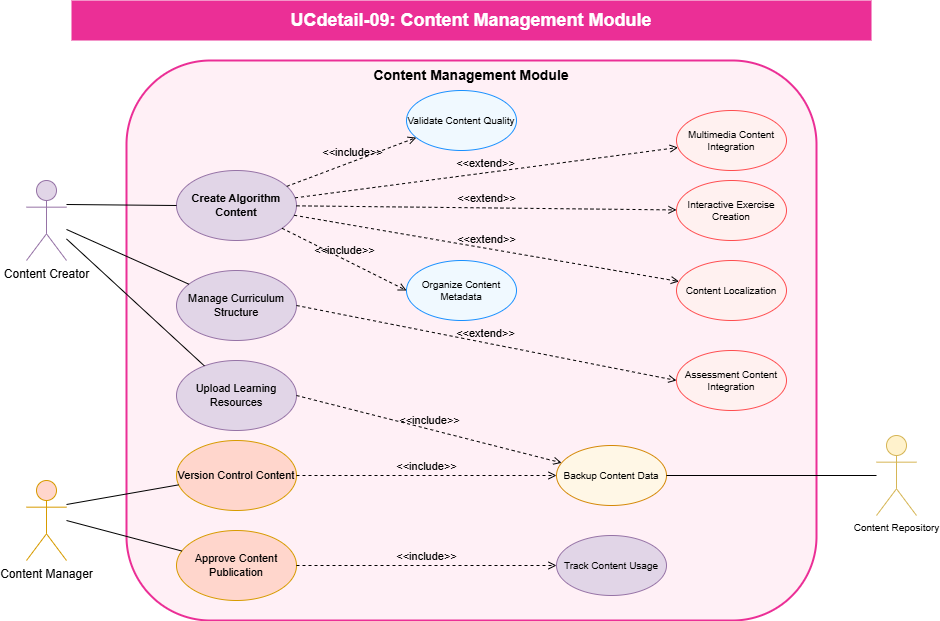 UCdetail-09: Content Management Module
Content Management Module
Validate Content Quality
Multimedia Content
Integration
<<include>>
<<extend>>
Create Algorithm
Content
<<extend>>
Interactive Exercise
Creation
<<extend>>
<<include>>
Content Creator
Organize Content
Metadata
Content Localization
Manage Curriculum
Structure
<<extend>>
Assessment Content
Integration
Upload Learning
Resources
<<include>>
Version Control Content
<<include>>
Backup Content Data
Content Repository
Approve Content
Publication
<<include>>
Track Content Usage
Content Manager